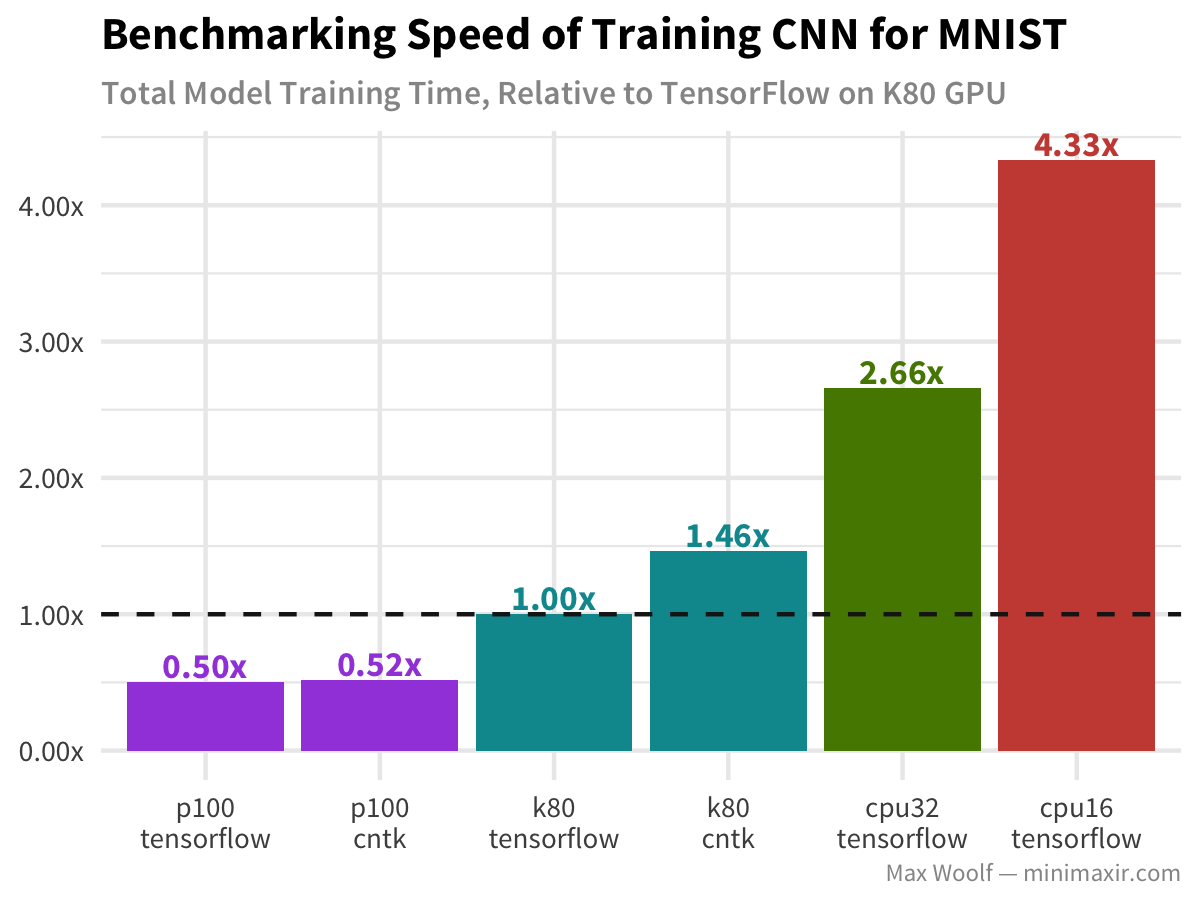 Benchmarking Speed of Training CNN for MNIST
Total Model Training Time, Relative to TensorFlow on K80 GPU
4.33x
4.00x
3.00x
2.66x
2.00x
1.46x
1.00x
1.00x
0.50x
0.52x
0.00x
p100 tensorflow
p100 cntk
k80 tensorflow
k80 cntk
cpu32 tensorflow
cpu16 tensorflow
Max Woolf — minimaxir.com